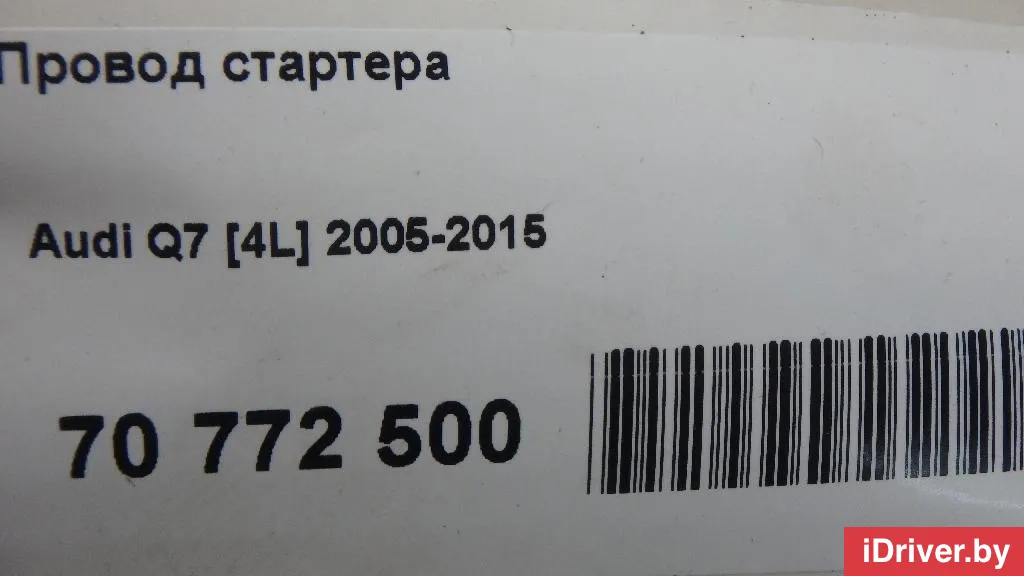 Провод стартера
Audi Q7 [4L] 2005-2015
70 772 500
iDriver.by